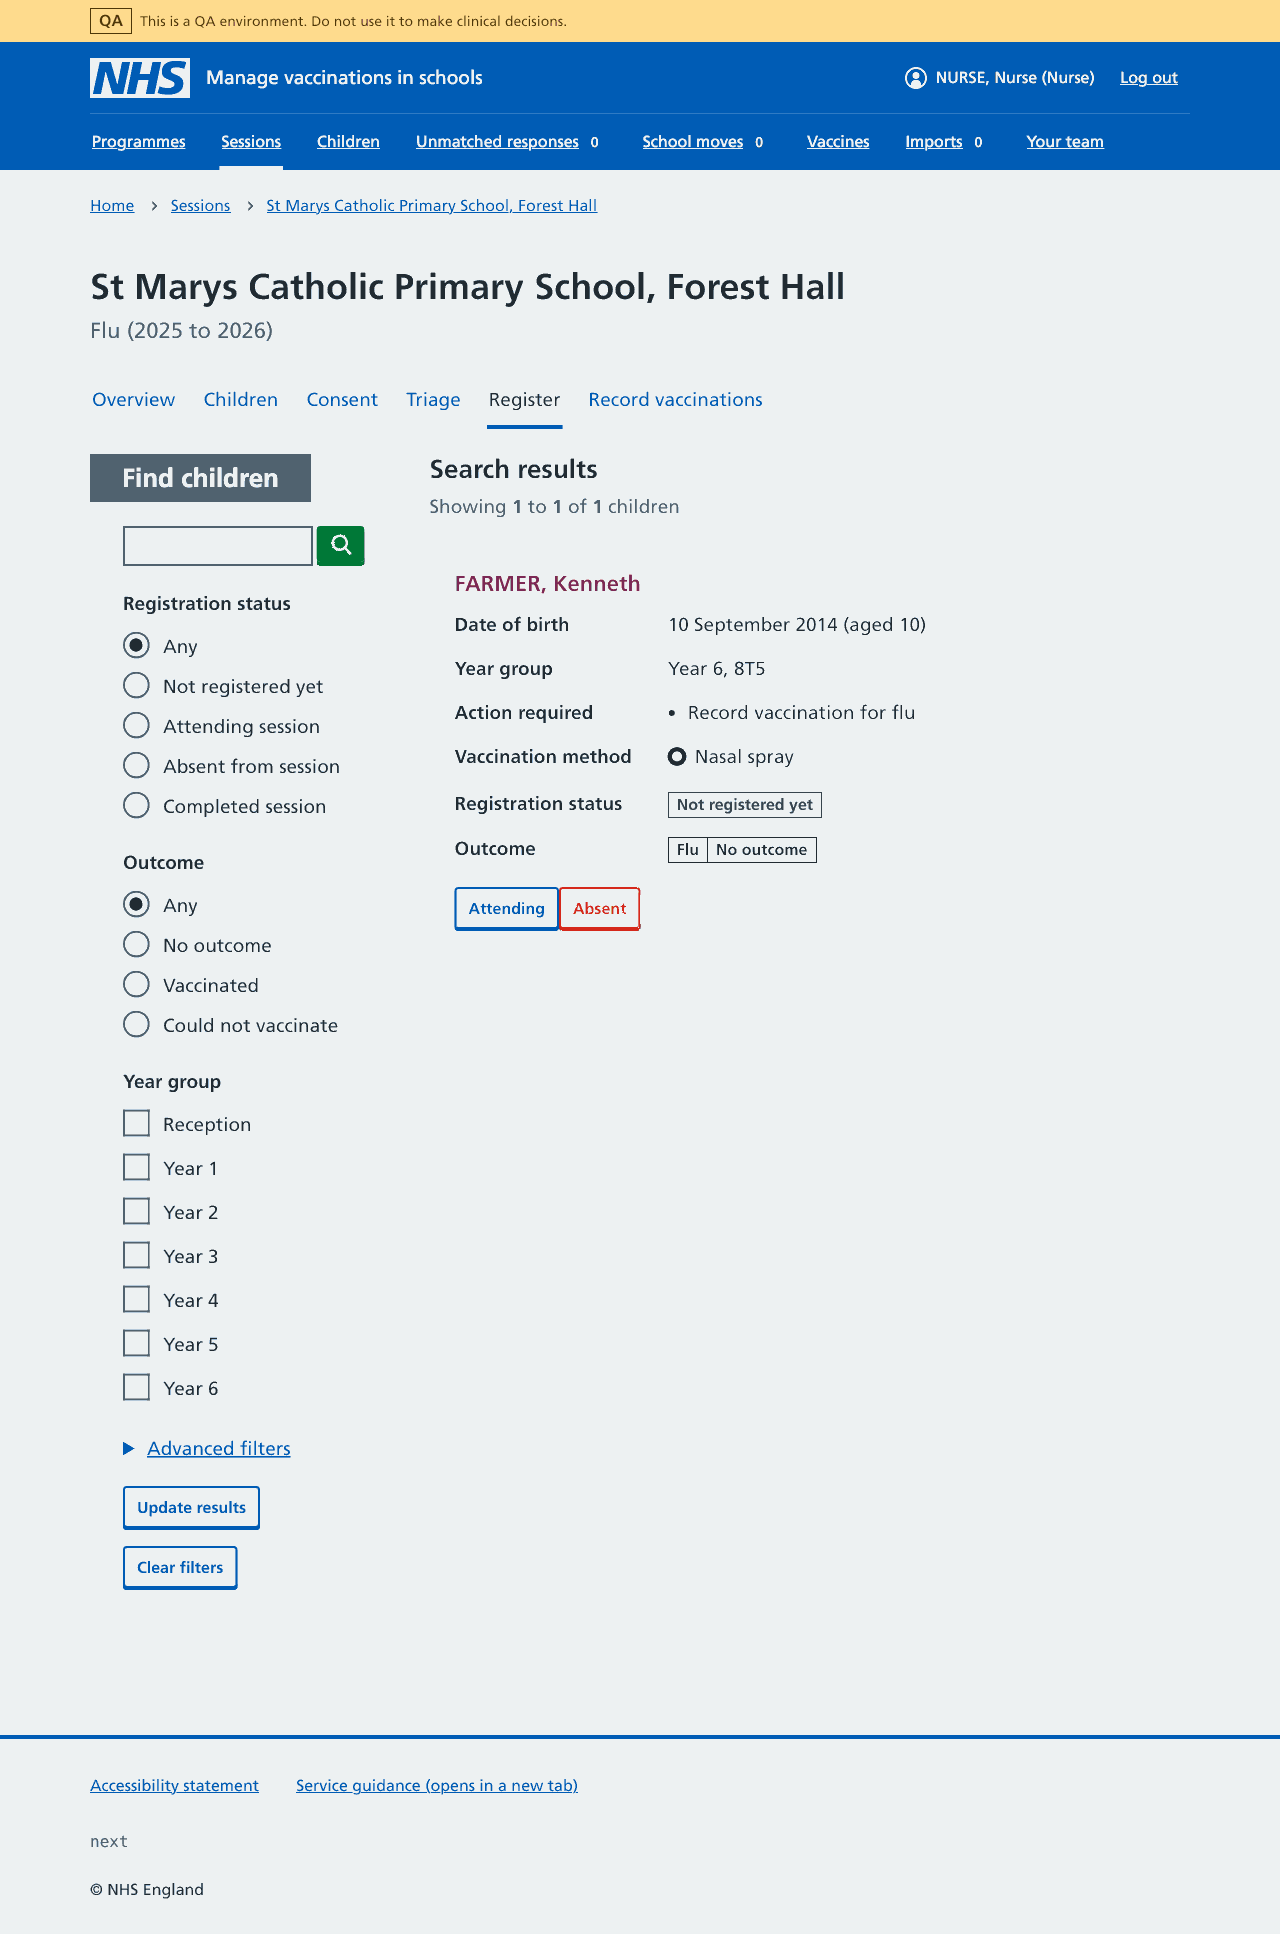 QA This is a QA environment. Do not use it to make clinical decisions.
NHS Manage vaccinations in schools NURSE, Nurse (Nurse) Log out
Programmes Sessions Children Unmatched responses 0 School moves 0 Vaccines Imports 0 Your team
Home › Sessions › St Marys Catholic Primary School, Forest Hall
St Marys Catholic Primary School, Forest Hall
Flu (2025 to 2026)
Overview Children Consent Triage Register Record vaccinations
Find children
Registration status
Any
Not registered yet
Attending session
Absent from session
Completed session
Outcome
Any
No outcome
Vaccinated
Could not vaccinate
Year group
Reception
Year 1
Year 2
Year 3
Year 4
Year 5
Year 6
Advanced filters
Update results
Clear filters
Search results
Showing 1 to 1 of 1 children
FARMER, Kenneth
Date of birth 10 September 2014 (aged 10)
Year group Year 6, 8T5
Action required • Record vaccination for flu
Vaccination method Nasal spray
Registration status Not registered yet
Outcome Flu No outcome
Attending Absent
Accessibility statement Service guidance (opens in a new tab)
next
© NHS England